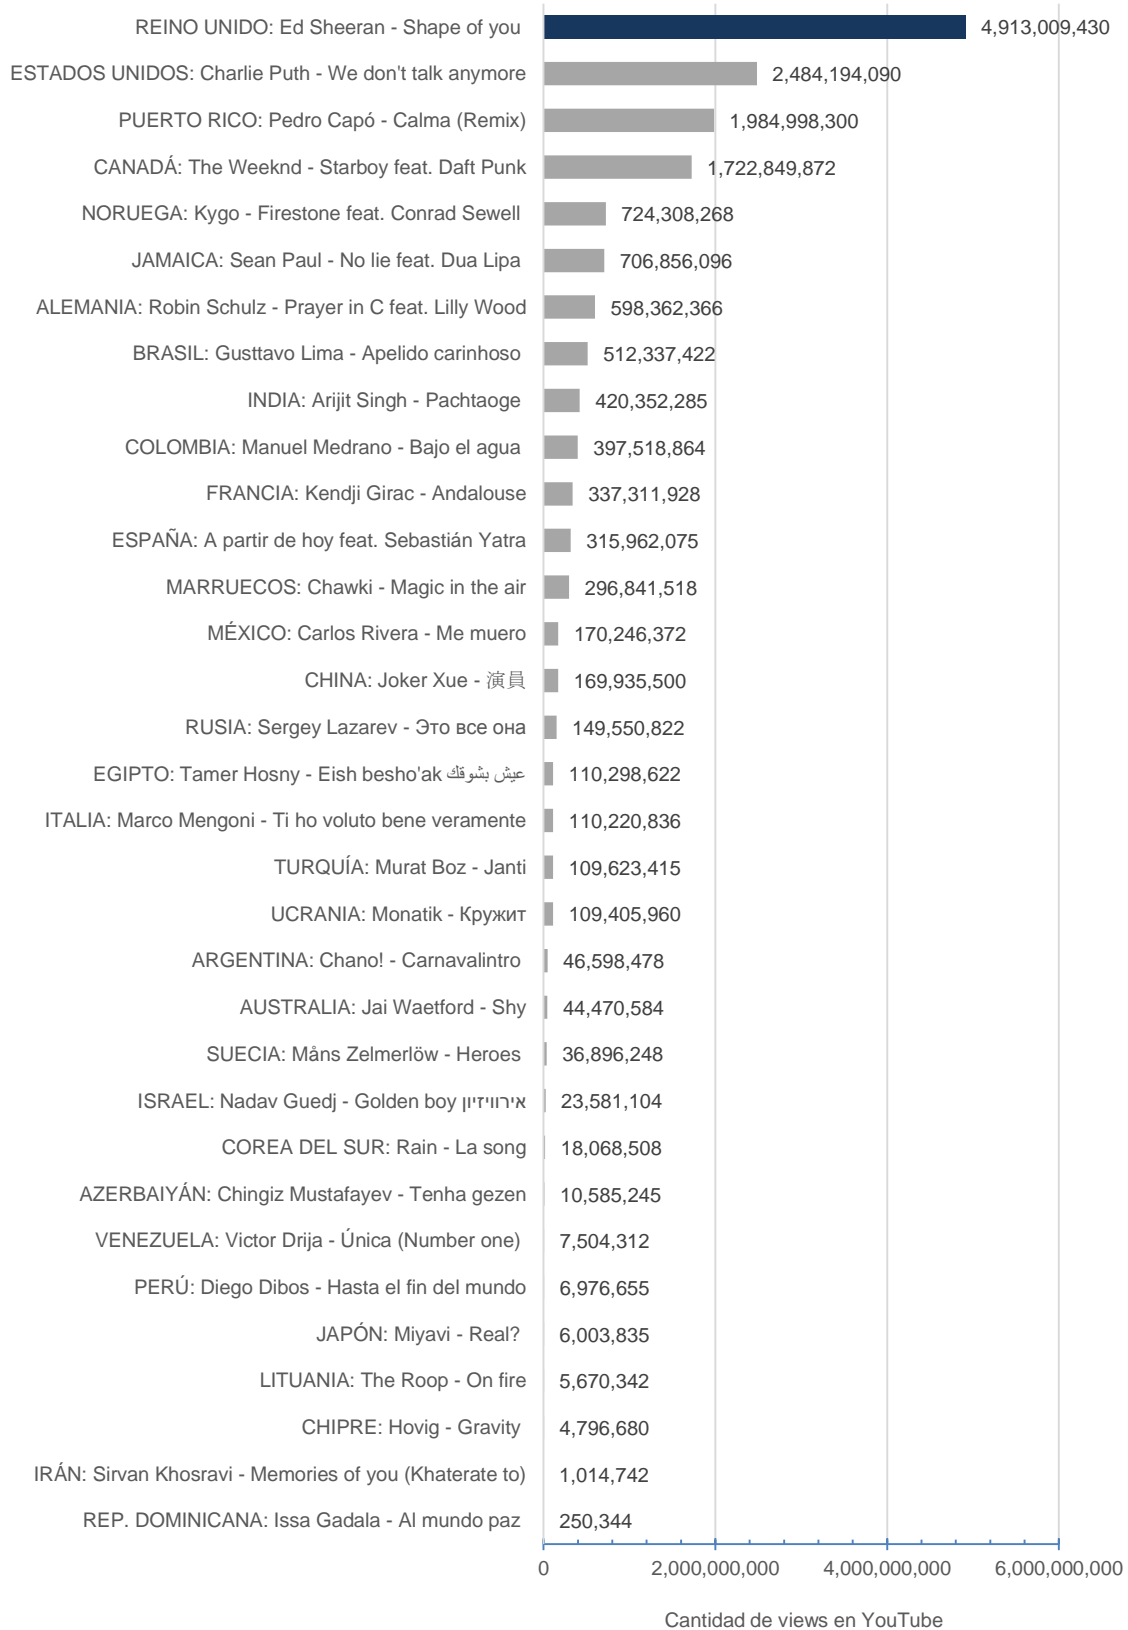 REINO UNIDO: Ed Sheeran - Shape of you 4,913,009,430
ESTADOS UNIDOS: Charlie Puth - We don't talk anymore 2,484,194,090
PUERTO RICO: Pedro Capó - Calma (Remix) 1,984,998,300
CANADÁ: The Weeknd - Starboy feat. Daft Punk 1,722,849,872
NORUEGA: Kygo - Firestone feat. Conrad Sewell 724,308,268
JAMAICA: Sean Paul - No lie feat. Dua Lipa 706,856,096
ALEMANIA: Robin Schulz - Prayer in C feat. Lilly Wood 598,362,366
BRASIL: Gusttavo Lima - Apelido carinhoso 512,337,422
INDIA: Arijit Singh - Pachtaoge 420,352,285
COLOMBIA: Manuel Medrano - Bajo el agua 397,518,864
FRANCIA: Kendji Girac - Andalouse 337,311,928
ESPAÑA: A partir de hoy feat. Sebastián Yatra 315,962,075
MARRUECOS: Chawki - Magic in the air 296,841,518
MÉXICO: Carlos Rivera - Me muero 170,246,372
CHINA: Joker Xue - 演員 169,935,500
RUSIA: Sergey Lazarev - Это все она 149,550,822
EGIPTO: Tamer Hosny - Eish besho'ak عيش بشوقك 110,298,622
ITALIA: Marco Mengoni - Ti ho voluto bene veramente 110,220,836
TURQUÍA: Murat Boz - Janti 109,623,415
UCRANIA: Monatik - Кружит 109,405,960
ARGENTINA: Chano! - Carnavalintro 46,598,478
AUSTRALIA: Jai Waetford - Shy 44,470,584
SUECIA: Måns Zelmerlöw - Heroes 36,896,248
ISRAEL: Nadav Guedj - Golden boy אירוויזיון 23,581,104
COREA DEL SUR: Rain - La song 18,068,508
AZERBAIYÁN: Chingiz Mustafayev - Tenha gezen 10,585,245
VENEZUELA: Victor Drija - Única (Number one) 7,504,312
PERÚ: Diego Dibos - Hasta el fin del mundo 6,976,655
JAPÓN: Miyavi - Real? 6,003,835
LITUANIA: The Roop - On fire 5,670,342
CHIPRE: Hovig - Gravity 4,796,680
IRÁN: Sirvan Khosravi - Memories of you (Khaterate to) 1,014,742
REP. DOMINICANA: Issa Gadala - Al mundo paz 250,344
0 2,000,000,000 4,000,000,000 6,000,000,000
Cantidad de views en YouTube